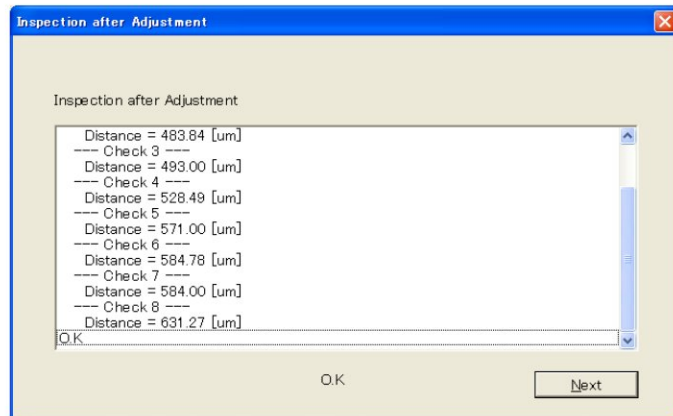 Inspection after Adjustment
Inspection after Adjustment
Distance = 483.84 [um]
--- Check 3 ---
Distance = 493.00 [um]
--- Check 4 ---
Distance = 528.49 [um]
--- Check 5 ---
Distance = 571.00 [um]
--- Check 6 ---
Distance = 584.78 [um]
--- Check 7 ---
Distance = 584.00 [um]
--- Check 8 ---
Distance = 631.27 [um]
O.K
O.K
Next